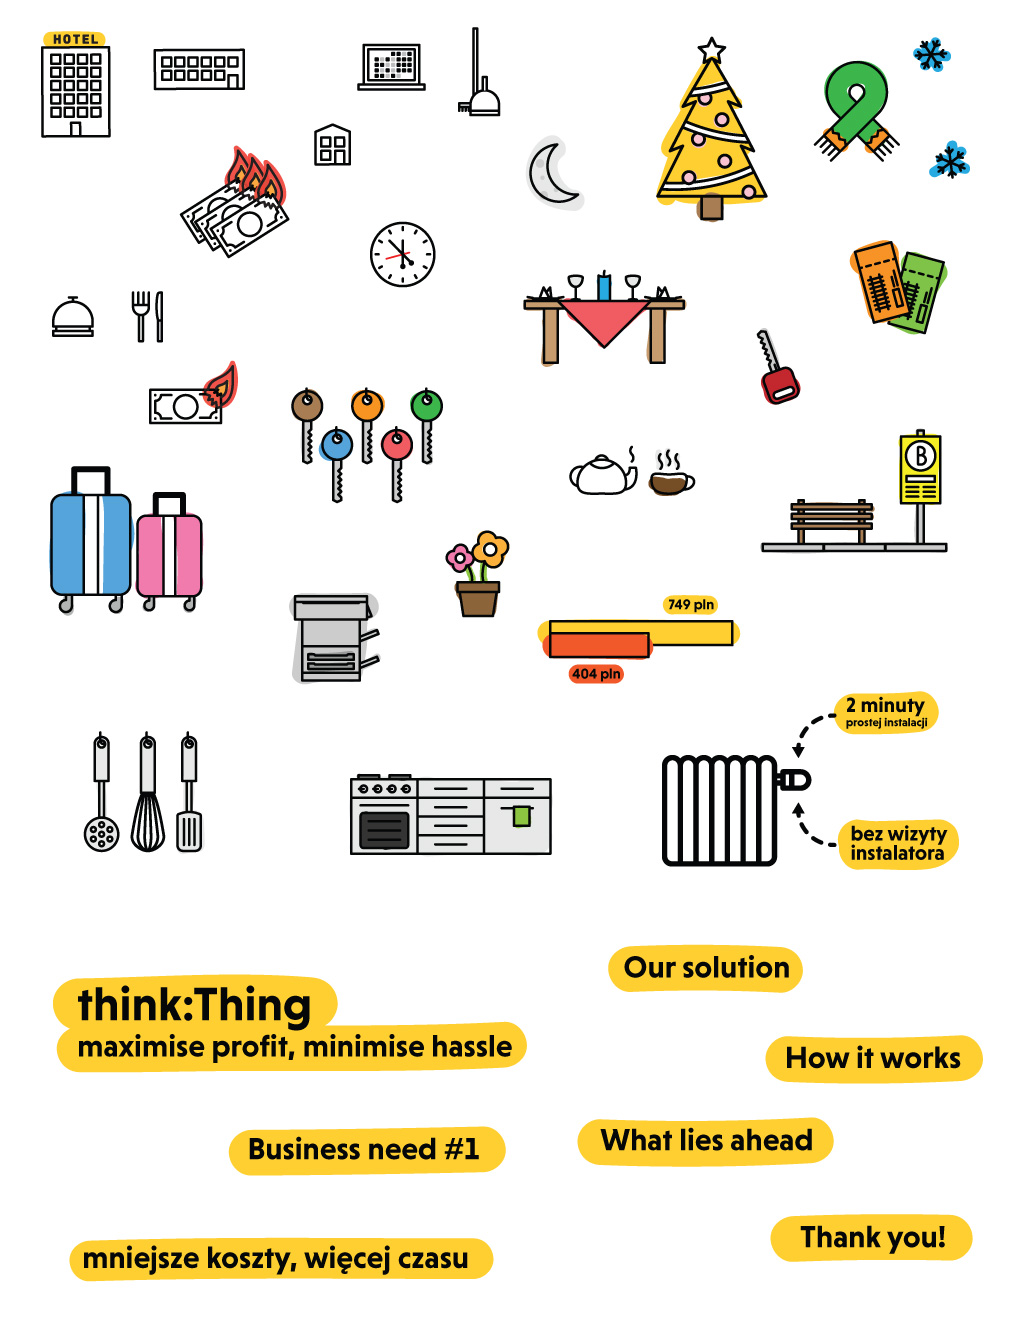 HOTEL
B
749 pln
404 pln
2 minuty
prostej instalacji
bez wizyty
instalatora
Our solution
think:Thing
maximise profit, minimise hassle
How it works
What lies ahead
Business need #1
Thank you!
mniejsze koszty, więcej czasu